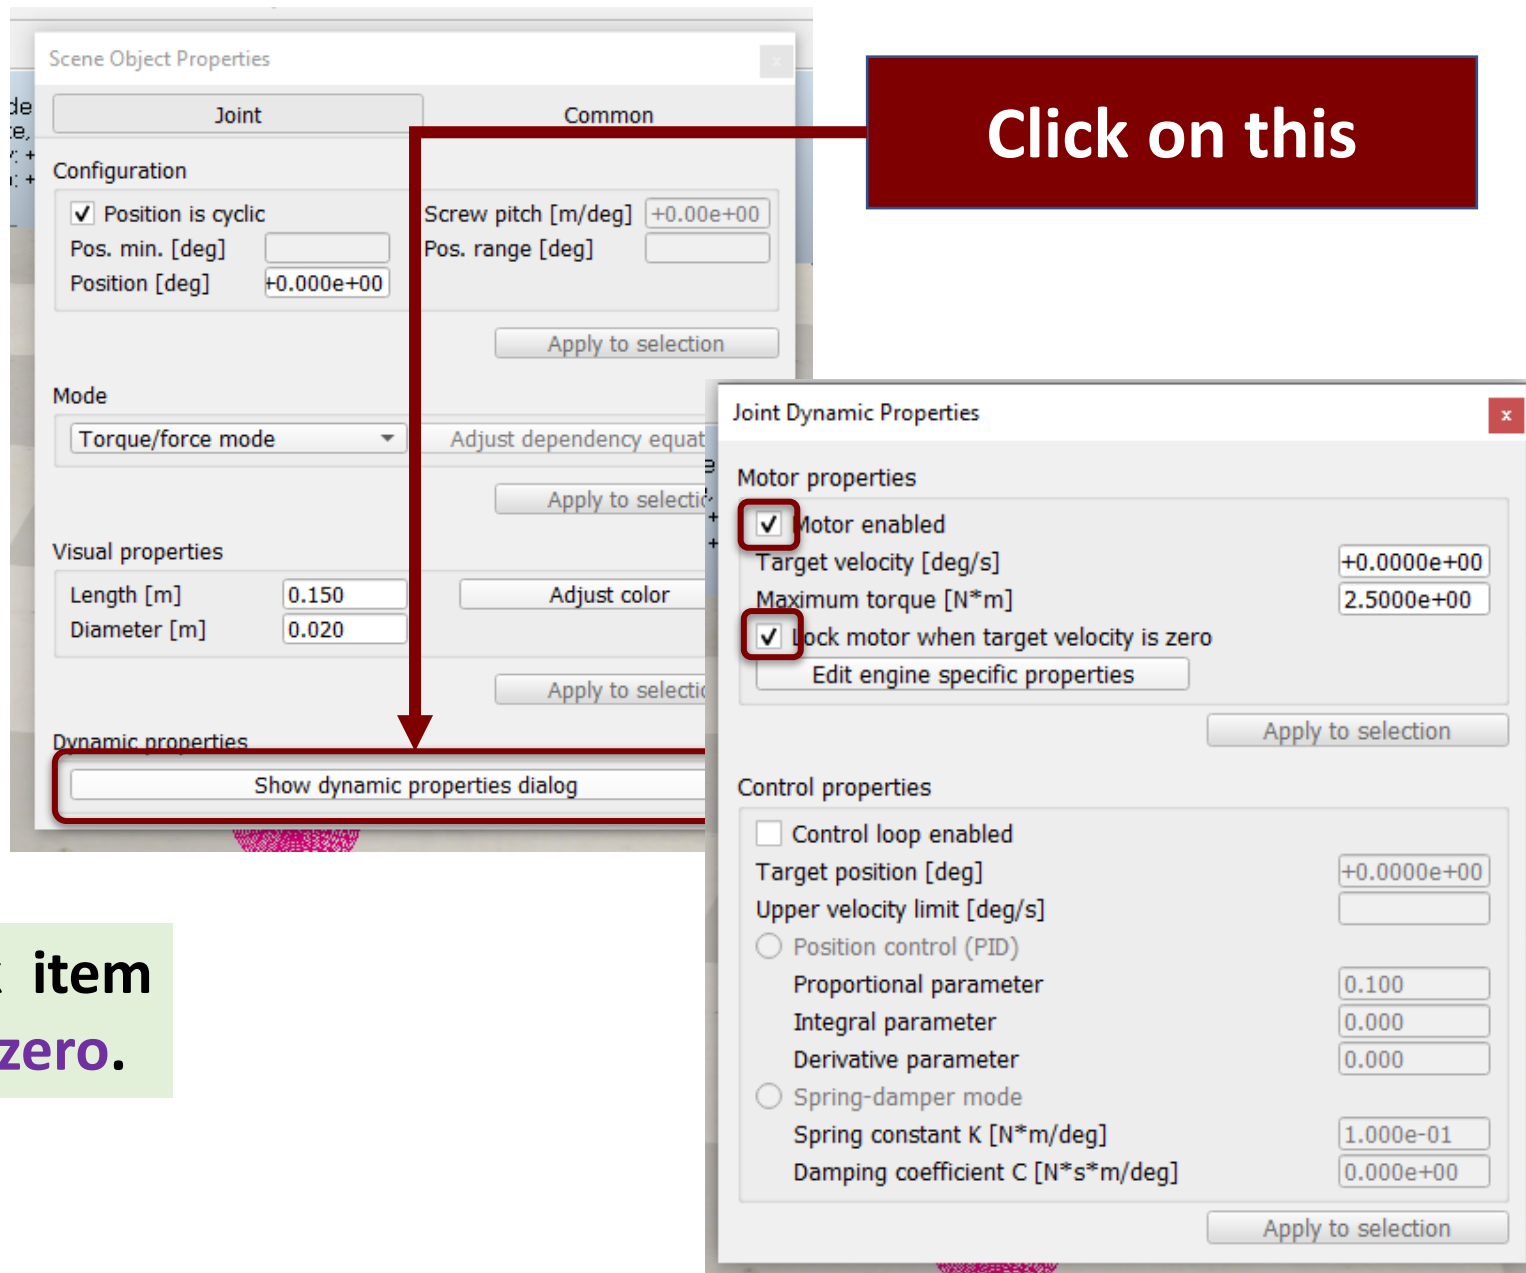 Scene Object Properties
Joint
Common
Click on this
Configuration
Position is cyclic
Screw pitch [m/deg] +0.00e+00
Pos. min. [deg]
Pos. range [deg]
Position [deg] +0.000e+00
Apply to selection
Mode
Torque/force mode
Adjust dependency equat
Apply to selectic
Visual properties
Length [m] 0.150
Adjust color
Diameter [m] 0.020
Apply to selectic
Dynamic properties
Show dynamic properties dialog
item
zero.
Joint Dynamic Properties
x
Motor properties
Motor enabled
Target velocity [deg/s] +0.0000e+00
Maximum torque [N*m] 2.5000e+00
Lock motor when target velocity is zero
Edit engine specific properties
Apply to selection
Control properties
Control loop enabled
Target position [deg] +0.0000e+00
Upper velocity limit [deg/s]
Position control (PID)
Proportional parameter 0.100
Integral parameter 0.000
Derivative parameter 0.000
Spring-damper mode
Spring constant K [N*m/deg] 1.000e-01
Damping coefficient C [N*s*m/deg] 0.000e+00
Apply to selection